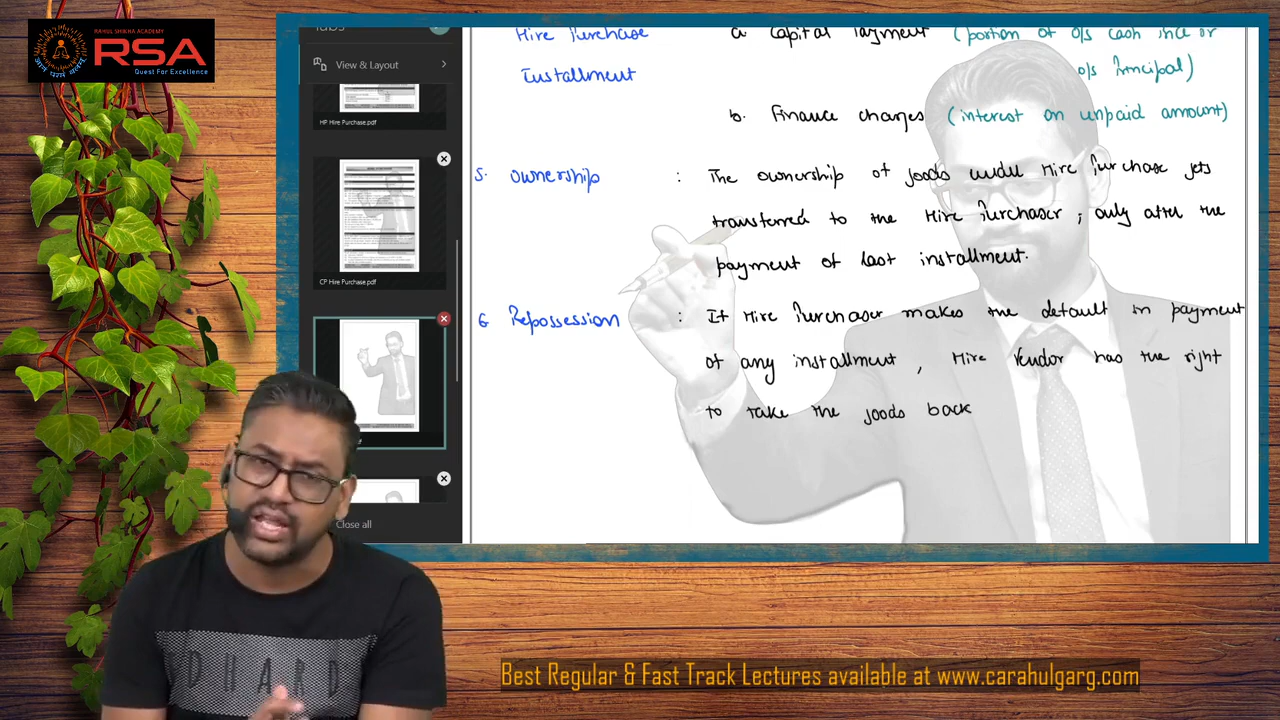 RAHUL SHIKHA ACADEMY
RSA
Quest For Excellence
View & Layout
HP Hire Purchase.pdf
CP Hire Purchase.pdf
Close all
Hire Purchase a. Capital Payment (portion of o/s cash price or
Installment o/s Principal)
b. Finance charges (interest on unpaid amount)
5. Ownership : The ownership of goods under Hire Purchase gets
transferred to the Hire Purchaser, only after the
payment of last installment.
6 Repossession : If Hire Purchaser makes the default in payment
of any installment, Hire Vendor has the right
to take the goods back
DHARD
Best Regular & Fast Track Lectures available at www.carahulgarg.com